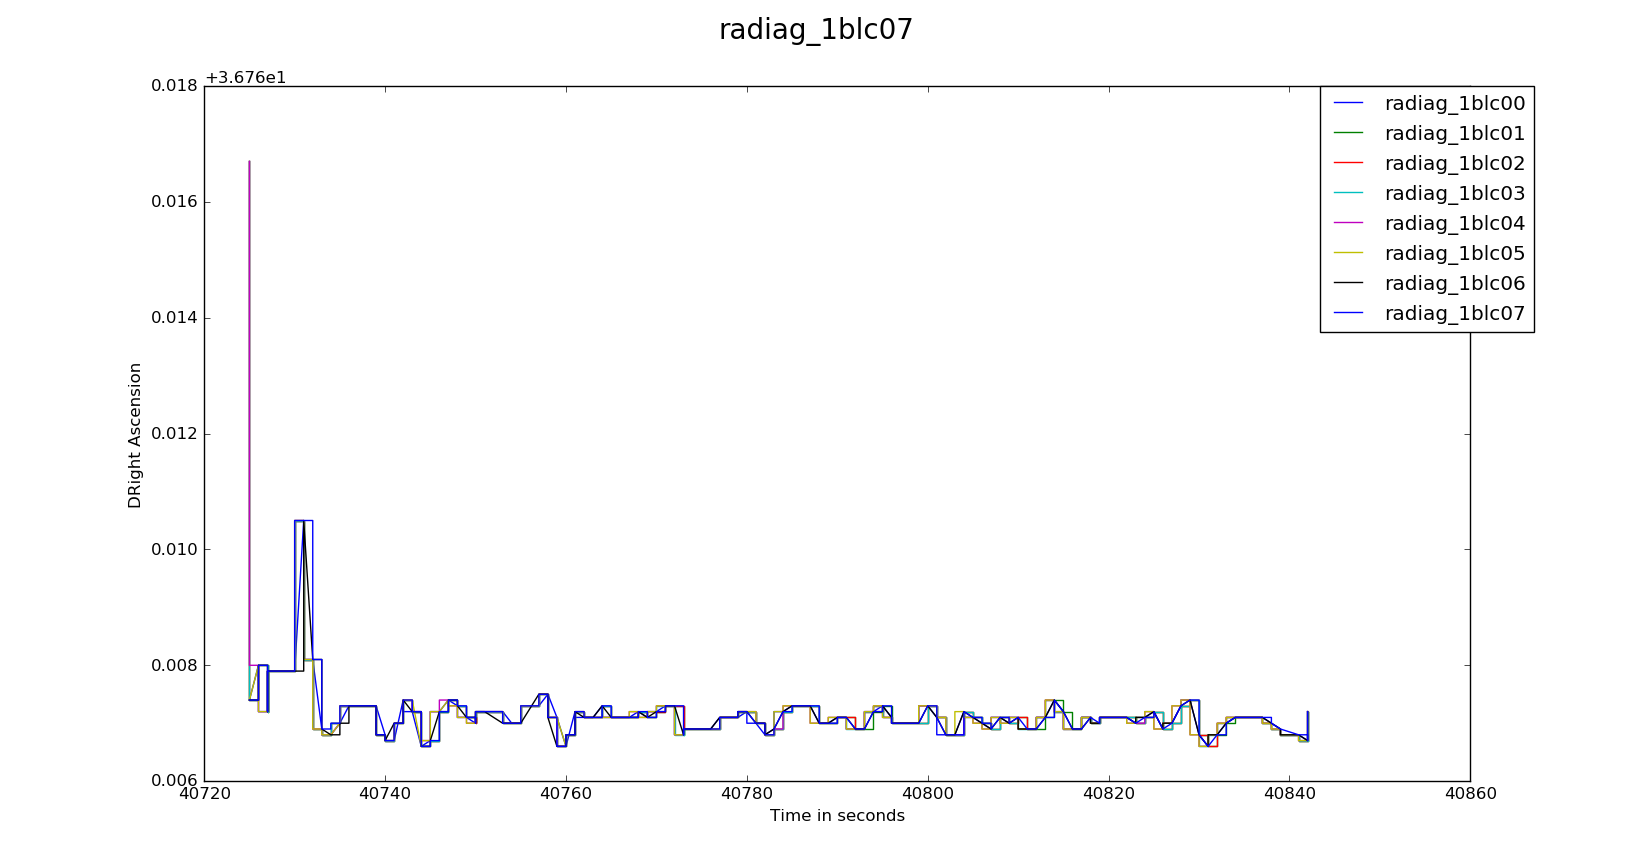 radiag_1blc07
+3.676e1
0.018
0.016
0.014
0.012
0.010
0.008
0.006
DRight Ascension
40720
40740
40760
40780
40800
40820
40840
40860
Time in seconds
radiag_1blc00
radiag_1blc01
radiag_1blc02
radiag_1blc03
radiag_1blc04
radiag_1blc05
radiag_1blc06
radiag_1blc07